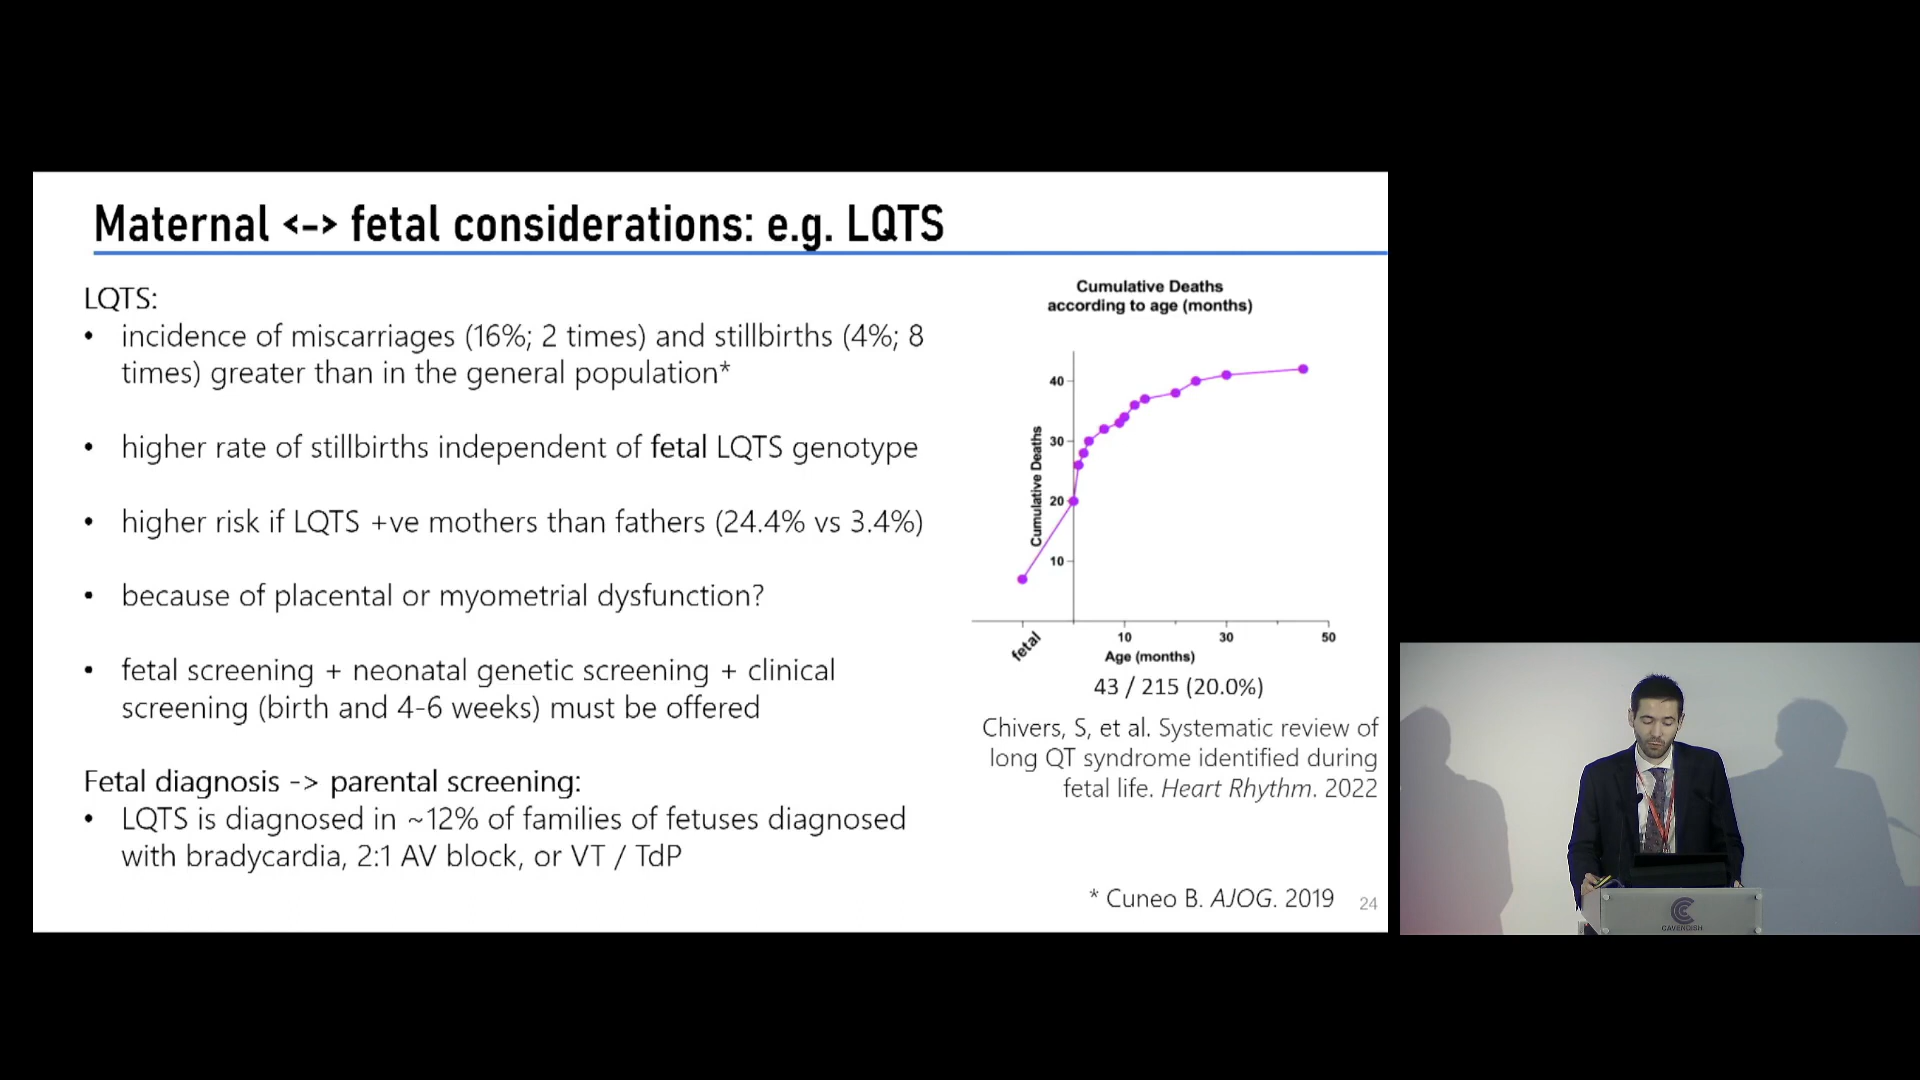 Maternal <-> fetal considerations: e.g. LQTS
LQTS:
• incidence of miscarriages (16%; 2 times) and stillbirths (4%; 8
times) greater than in the general population*
• higher rate of stillbirths independent of fetal LQTS genotype
• higher risk if LQTS +ve mothers than fathers (24.4% vs 3.4%)
• because of placental or myometrial dysfunction?
• fetal screening + neonatal genetic screening + clinical
screening (birth and 4-6 weeks) must be offered
Fetal diagnosis -> parental screening:
• LQTS is diagnosed in ~12% of families of fetuses diagnosed
with bradycardia, 2:1 AV block, or VT / TdP
Cumulative Deaths
according to age (months)
Cumulative Deaths
40
30
20
10
fetal
10
30
50
Age (months)
43 / 215 (20.0%)
Chivers, S, et al. Systematic review of
long QT syndrome identified during
fetal life. Heart Rhythm. 2022
* Cuneo B. AJOG. 2019
24
CAVENDISH